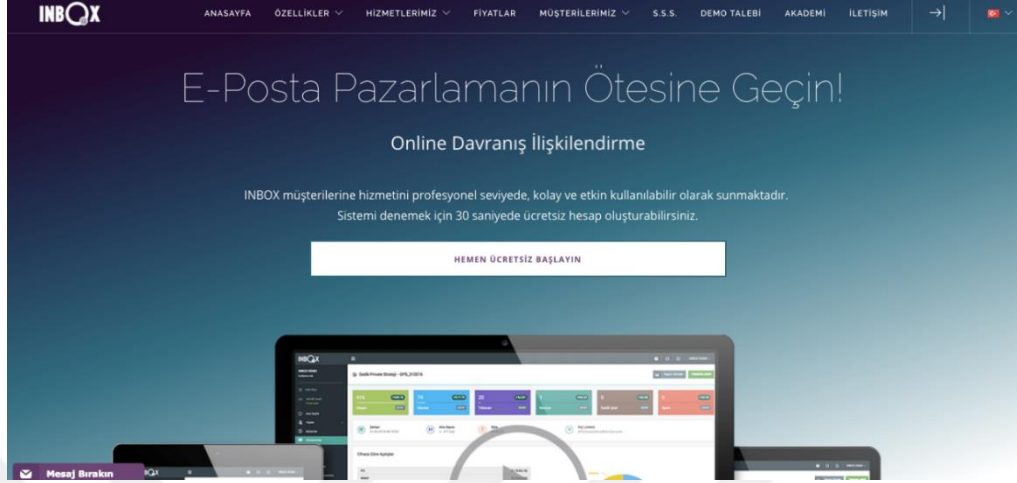 INBOX
ANASAYFA ÖZELLİKLER HİZMETLERİMİZ FİYATLAR MÜŞTERİLERİMİZ S.S.S. DEMO TALEBİ AKADEMİ İLETİŞİM
E-Posta Pazarlamanın Ötesine Geçin!
Online Davranış İlişkilendirme
INBOX müşterilerine hizmetini profesyonel seviyede, kolay ve etkin kullanılabilir olarak sunmaktadır.
Sistemi denemek için 30 saniyede ücretsiz hesap oluşturabilirsiniz.
HEMEN ÜCRETSİZ BAŞLAYIN
INBOX
Mesaj Bırakın